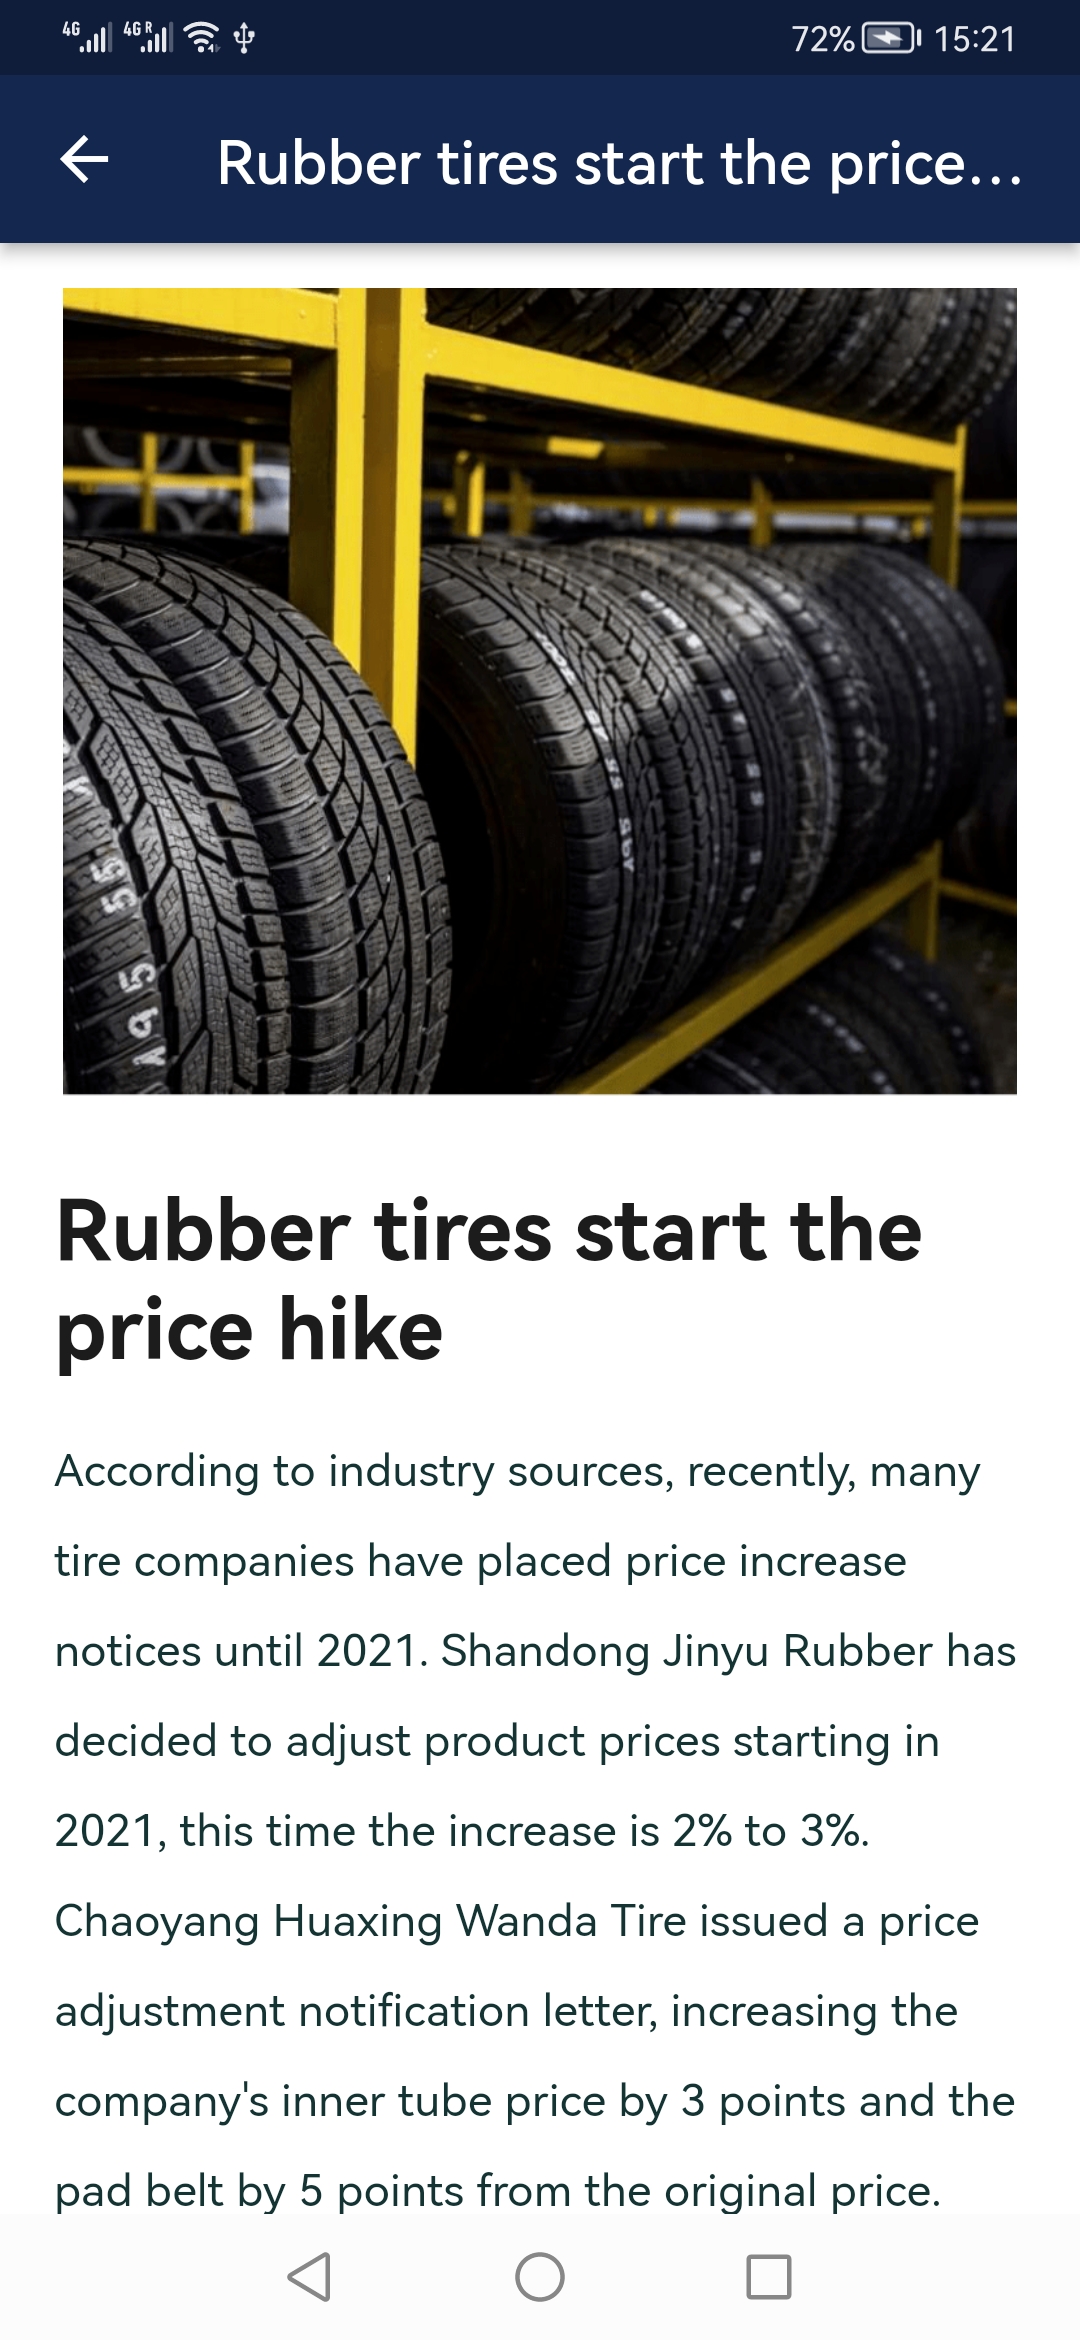 4G 4G R 72% 15:21
Rubber tires start the price...
Rubber tires start the
price hike
According to industry sources, recently, many
tire companies have placed price increase
notices until 2021. Shandong Jinyu Rubber has
decided to adjust product prices starting in
2021, this time the increase is 2% to 3%.
Chaoyang Huaxing Wanda Tire issued a price
adjustment notification letter, increasing the
company's inner tube price by 3 points and the
pad belt by 5 points from the original price.